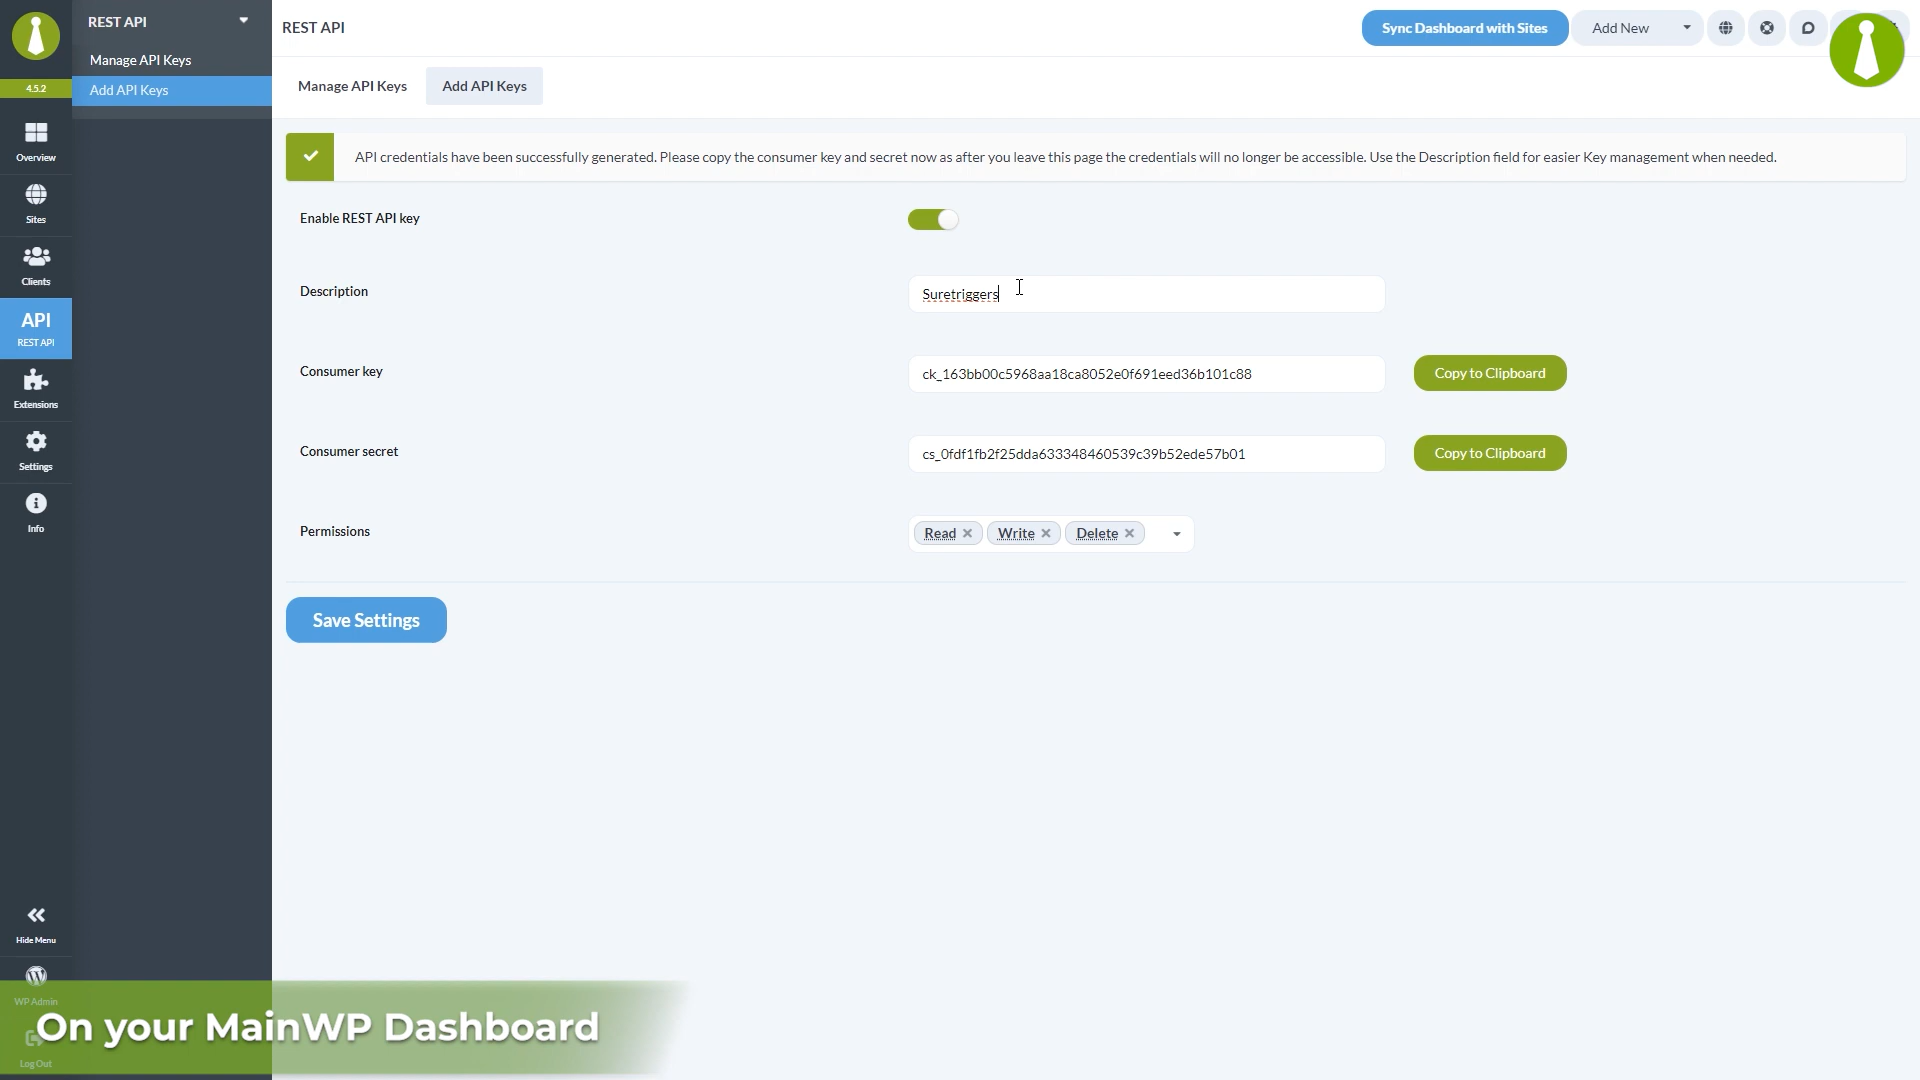 REST API
Manage API Keys
Add API Keys
4.5.2
Overview
Sites
Clients
API
REST API
Extensions
Settings
Info
Hide Menu
WP Admin
Log Out
REST API
Sync Dashboard with Sites
Add New
Manage API Keys
Add API Keys
API credentials have been successfully generated. Please copy the consumer key and secret now as after you leave this page the credentials will no longer be accessible. Use the Description field for easier Key management when needed.
Enable REST API key
Description
Suretriggers
Consumer key
ck_163bb00c5968aa18ca8052e0f691eed36b101c88
Copy to Clipboard
Consumer secret
cs_0fdf1fb2f25dda633348460539c39b52ede57b01
Copy to Clipboard
Permissions
Read
Write
Delete
Save Settings
On your MainWP Dashboard